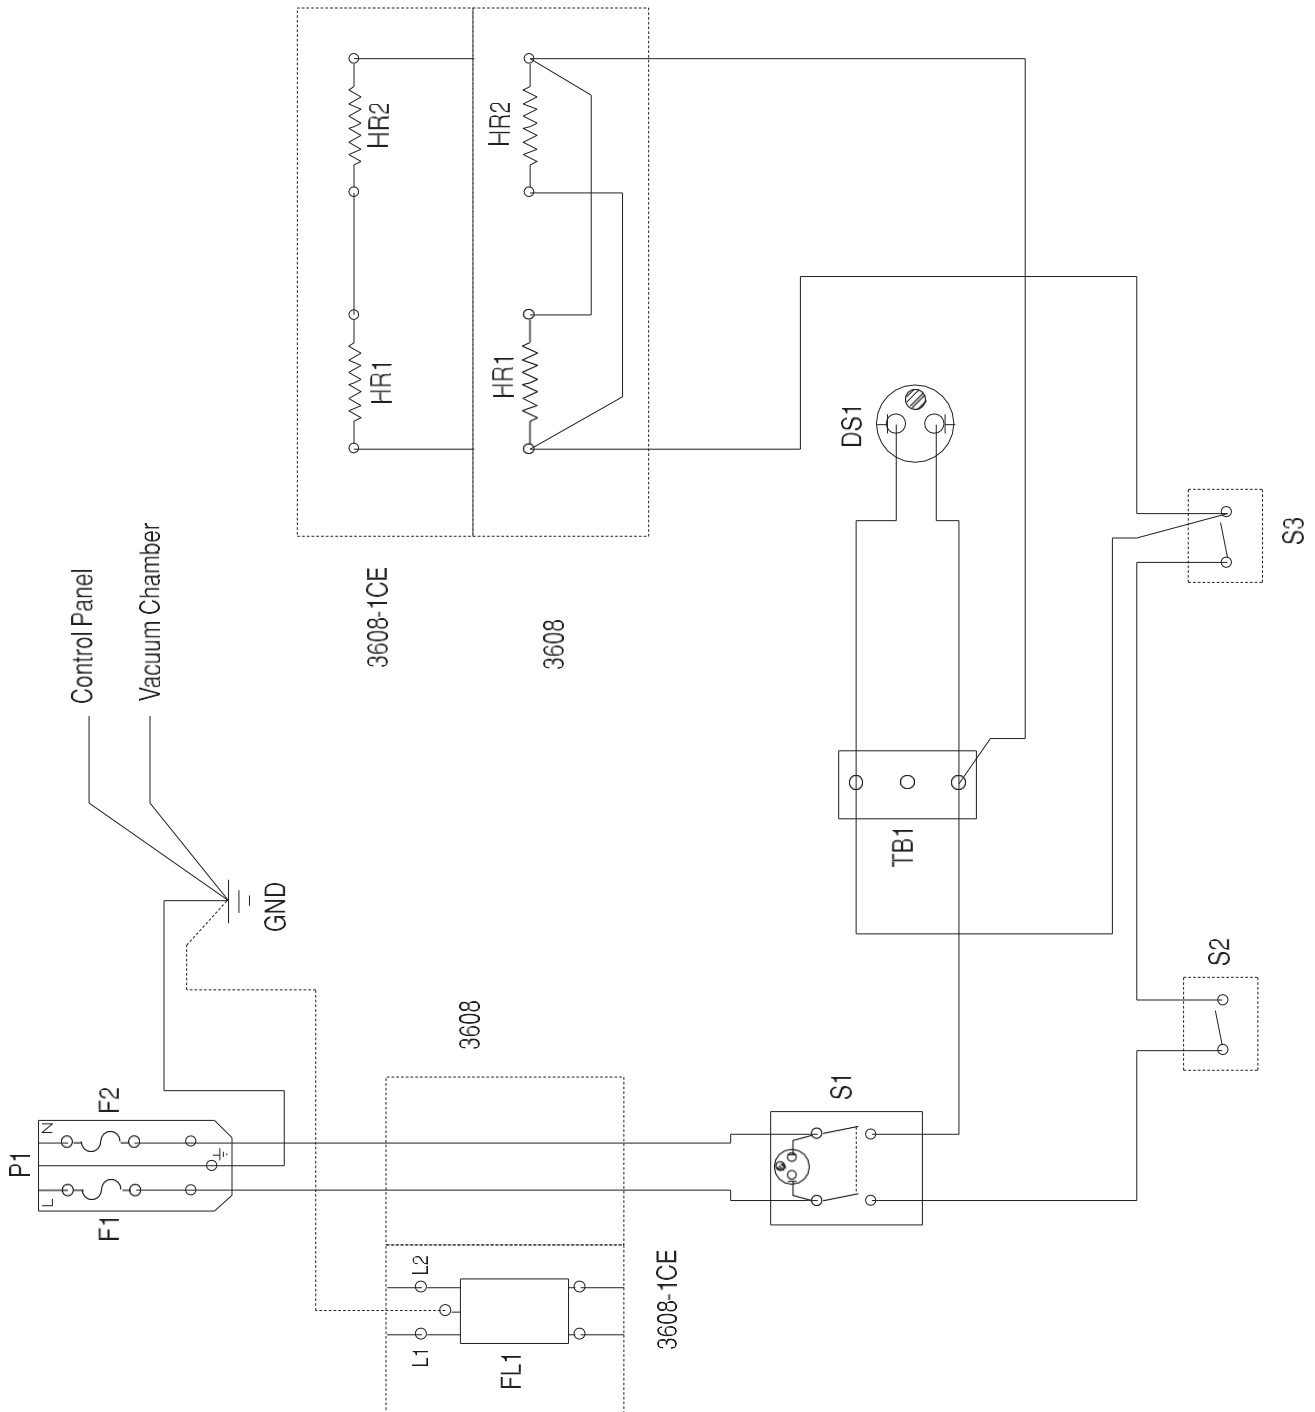 HR2
HR2
HR1
HR1
DS1
Control Panel
Vacuum Chamber
3608-1CE
3608
S3
TB1
GND
S2
3608
P1
N
F2
L
F1
S1
L2
L1
FL1
3608-1CE